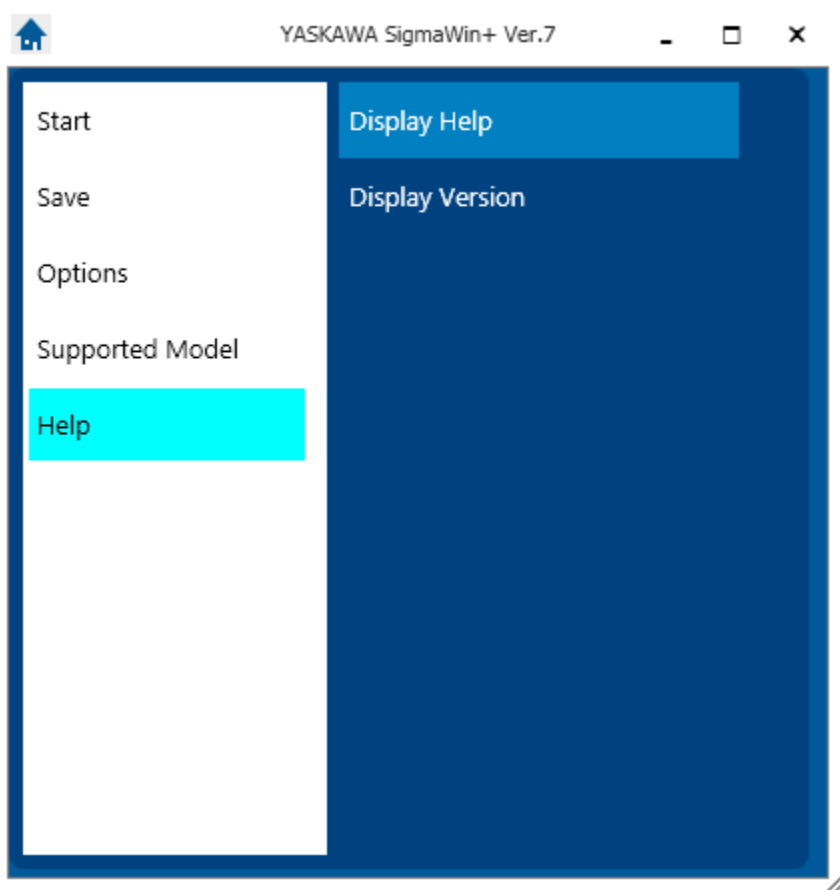 YASKAWA SigmaWin+ Ver.7
Start
Save
Options
Supported Model
Help
Display Help
Display Version